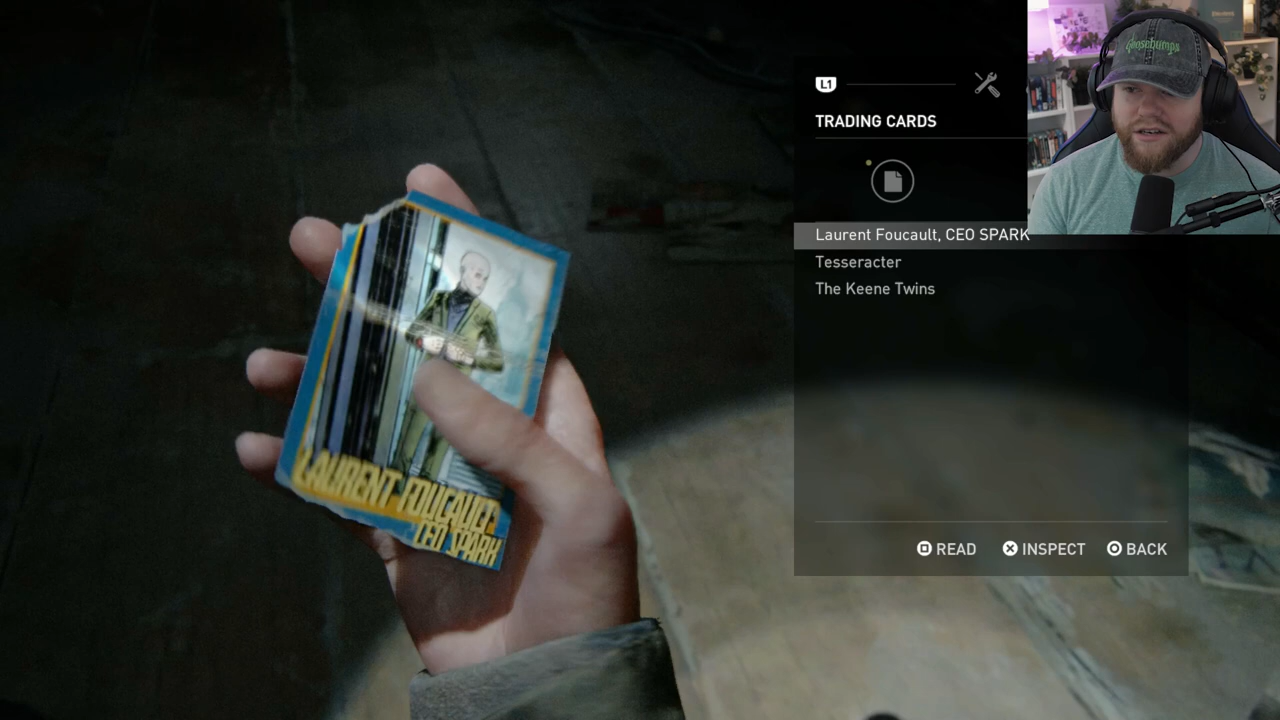 L1
TRADING CARDS
Laurent Foucault, CEO SPARK
Tesseracter
The Keene Twins
READ
INSPECT
BACK
LAURENT FOUCAULT,
CEO SPARK
goosebumps